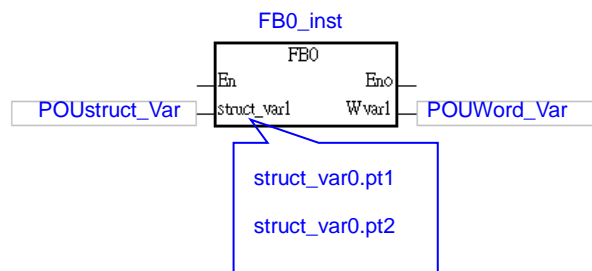 FB0_inst
FB0
En Eno
POUstruct_Var struct_var1 Wvar1 POUWord_Var
struct_var0.pt1
struct_var0.pt2